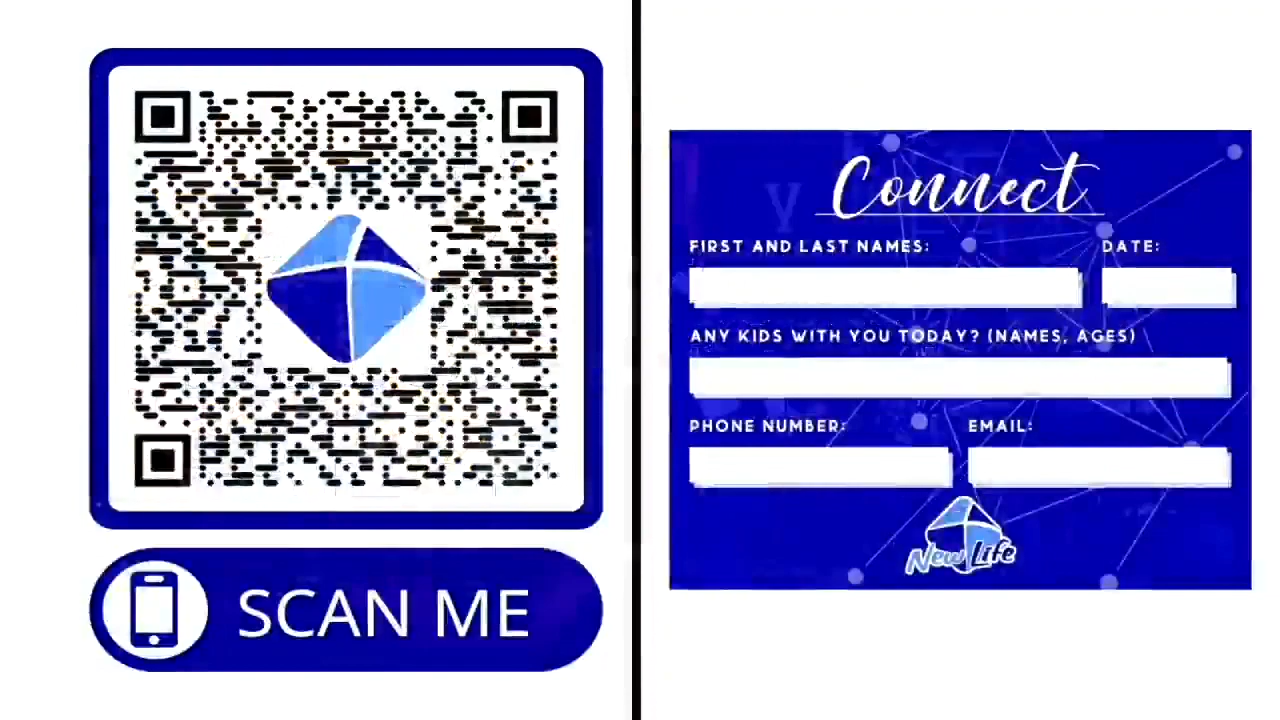 SCAN ME
Connect
FIRST AND LAST NAMES:
DATE:
ANY KIDS WITH YOU TODAY? (NAMES, AGES)
PHONE NUMBER:
EMAIL:
New Life